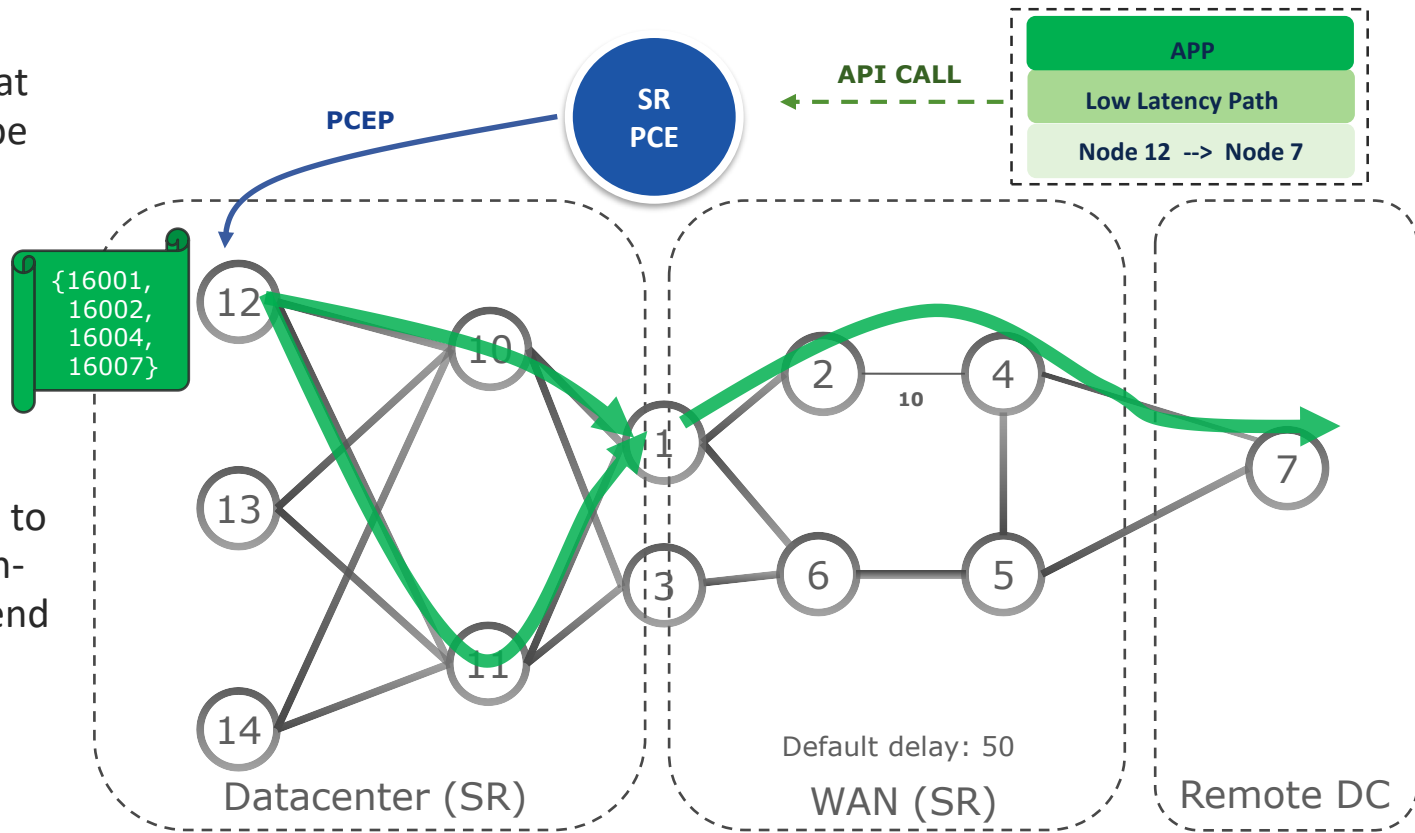 at
be
to
n-
end
APP
Low Latency Path
Node 12 --> Node 7
API CALL
SR
PCE
PCEP
{16001,
16002,
16004,
16007}
12
10
13
11
14
1
3
2
10
4
6
5
7
Default delay: 50
Datacenter (SR)
WAN (SR)
Remote DC